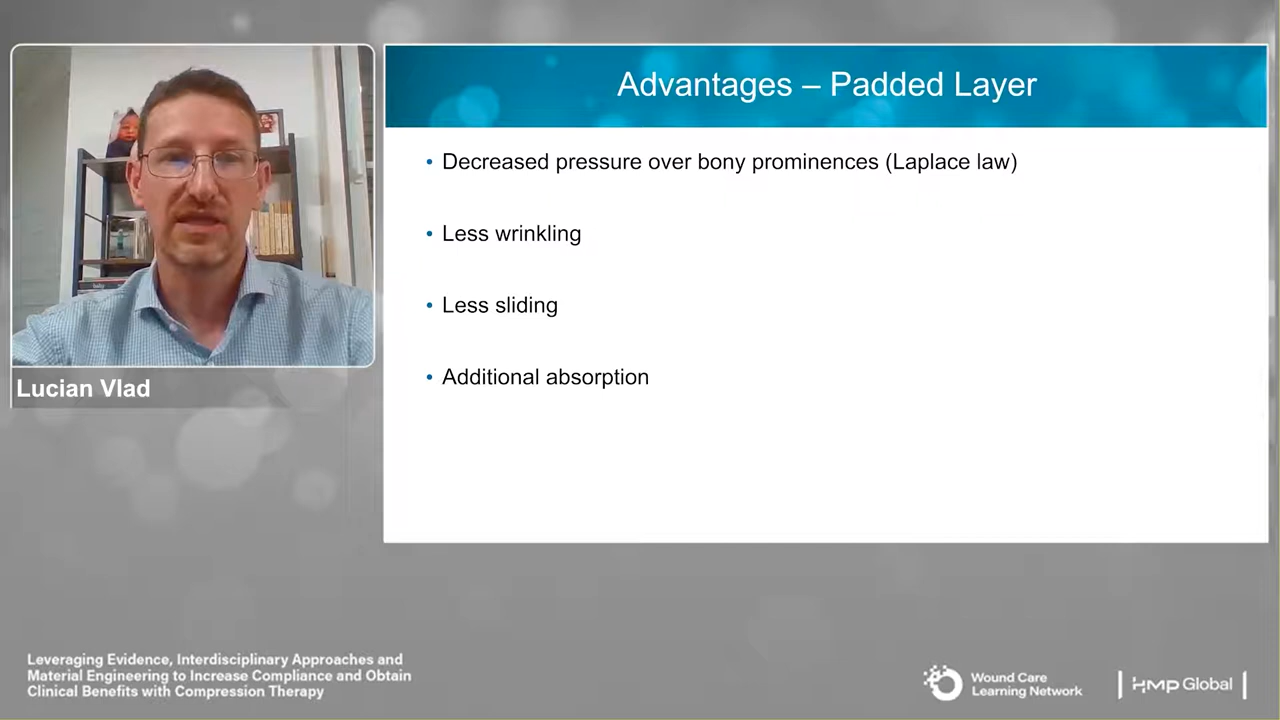 Advantages – Padded Layer
• Decreased pressure over bony prominences (Laplace law)
• Less wrinkling
• Less sliding
• Additional absorption
Lucian Vlad
Leveraging Evidence, Interdisciplinary Approaches and
Material Engineering to Increase Compliance and Obtain
Clinical Benefits with Compression Therapy
Wound Care
Learning Network
HMP Global